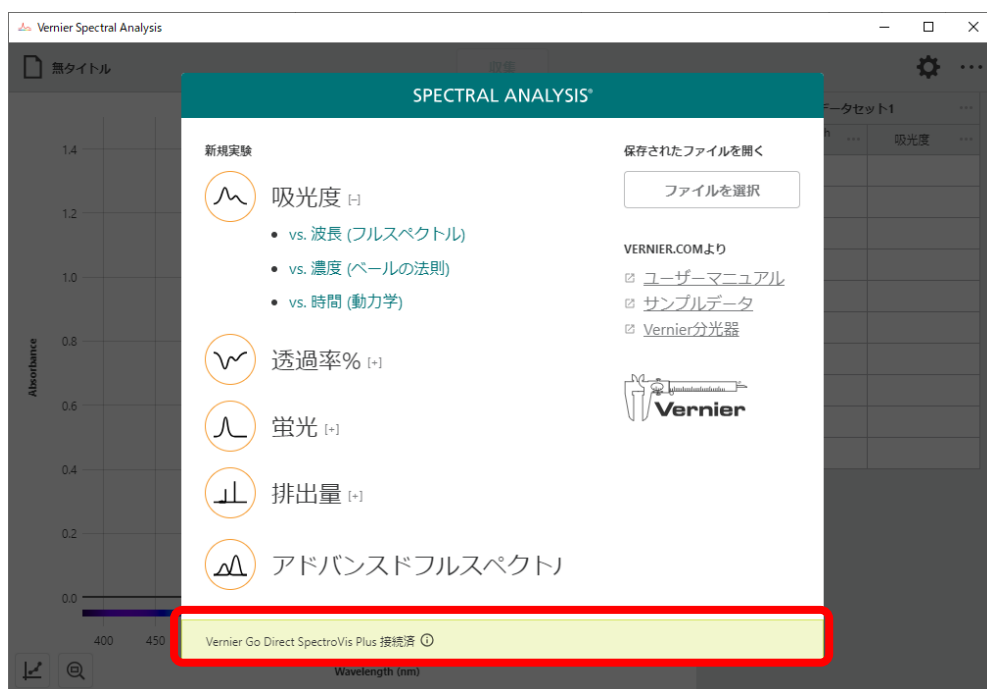 Vernier Spectral Analysis
無タイトル
収集
SPECTRAL ANALYSIS®
新規実験
吸光度 [−]
vs. 波長 (フルスペクトル)
vs. 濃度 (ベールの法則)
vs. 時間 (動力学)
透過率% [+]
蛍光 [+]
排出量 [+]
アドバンスドフルスペクトル
保存されたファイルを開く
ファイルを選択
VERNIER.COMより
ユーザーマニュアル
サンプルデータ
Vernier分光器
Vernier
Vernier Go Direct SpectroVis Plus 接続済
データセット1
h
吸光度
Absorbance
1.4
1.2
1.0
0.8
0.6
0.4
0.2
0.0
400 450
Wavelength (nm)